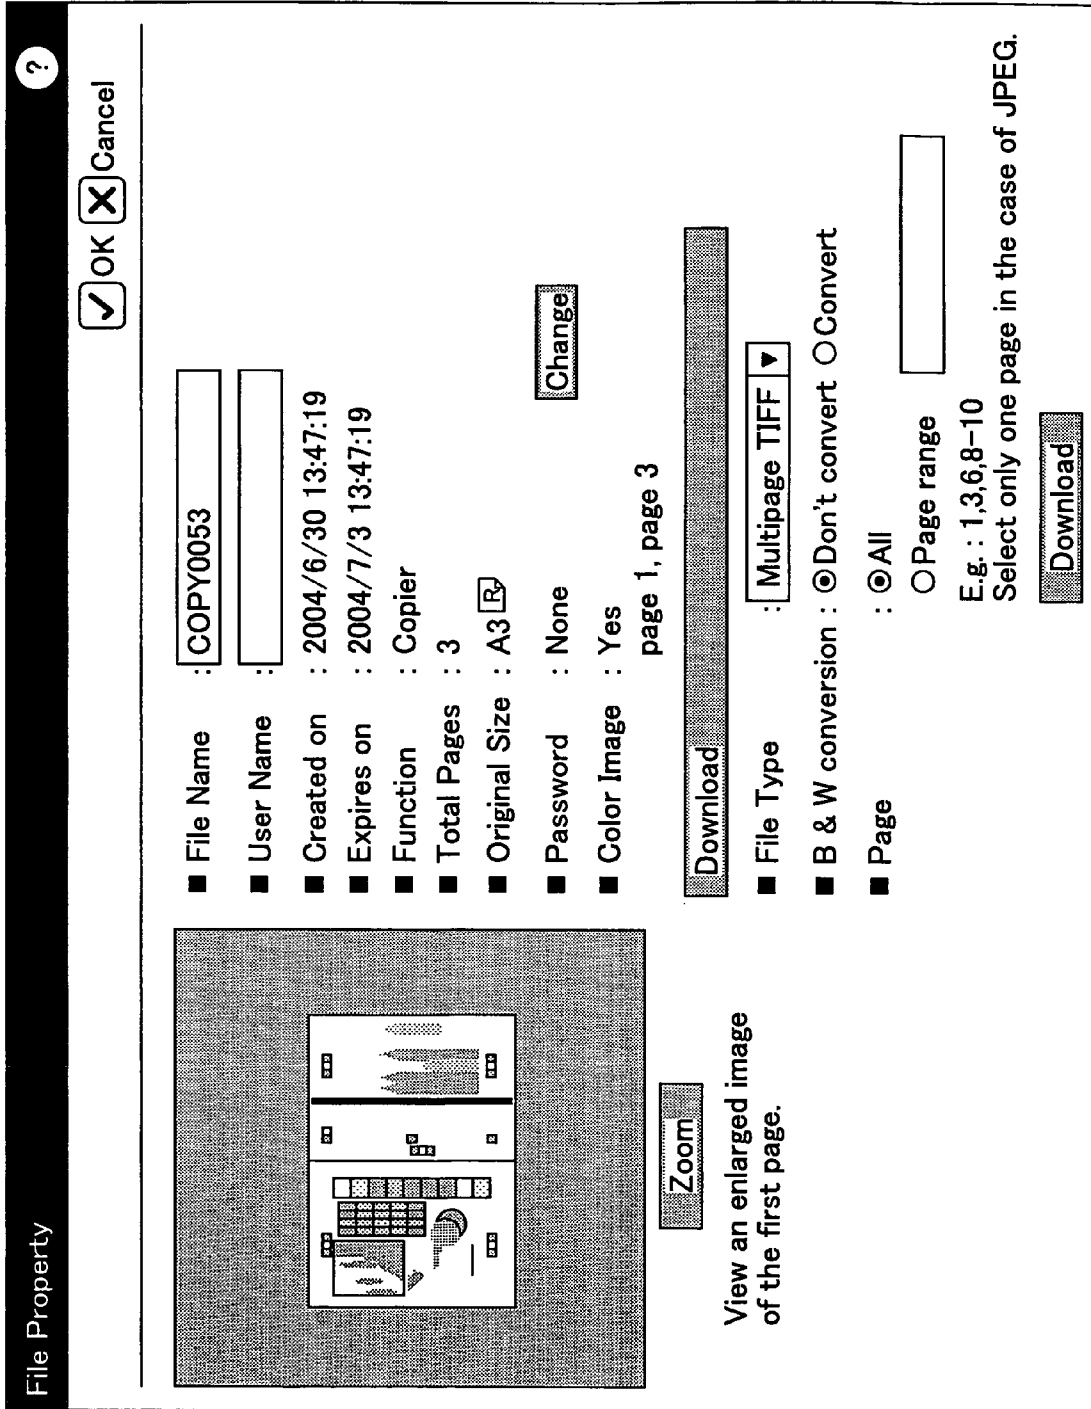 File Property ?
OK Cancel
■ File Name : COPY0053
■ User Name :
■ Created on : 2004/6/30 13:47:19
■ Expires on : 2004/7/3 13:47:19
■ Function : Copier
■ Total Pages : 3
■ Original Size : A3 R
■ Password : None Change
■ Color Image : Yes
page 1, page 3
Zoom
View an enlarged image
of the first page.
Download
■ File Type : Multipage TIFF ▼
■ B & W conversion : ◉Don't convert ○Convert
■ Page : ◉All
○Page range
E.g. : 1,3,6,8-10
Select only one page in the case of JPEG.
Download